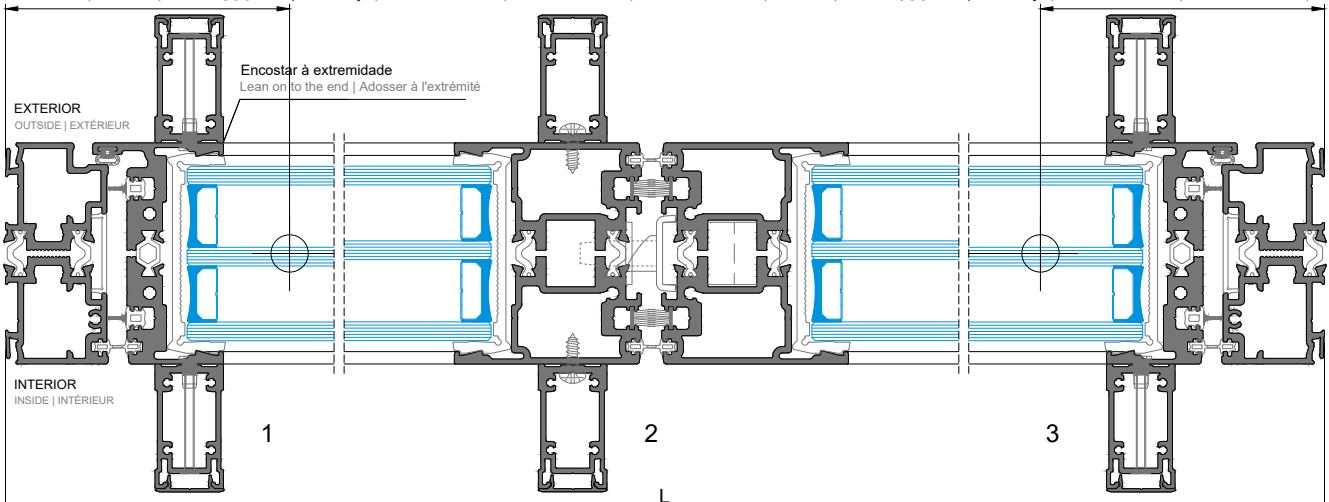 Encostar à extremidade
Lean on to the end | Adosser à l'extrémité
EXTERIOR
OUTSIDE | EXTÉRIEUR
INTERIOR
INSIDE | INTÉRIEUR
1
2
3
L